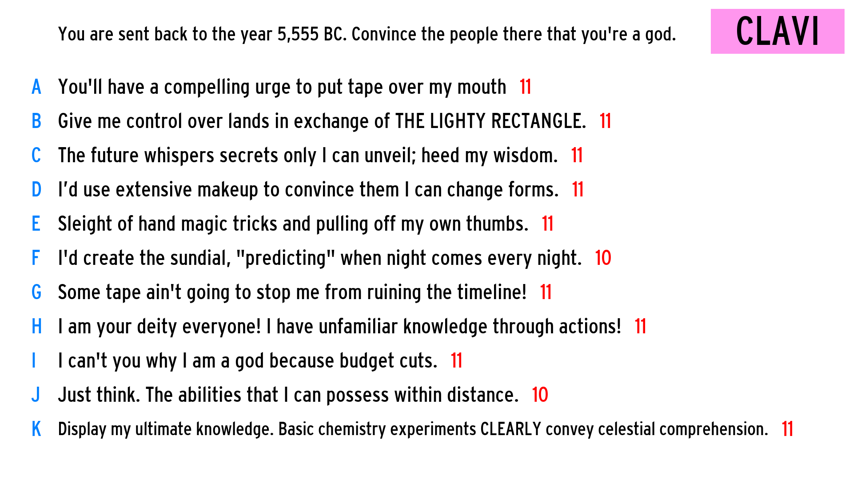 You are sent back to the year 5,555 BC. Convince the people there that you're a god.
CLAVI
A You'll have a compelling urge to put tape over my mouth 11
B Give me control over lands in exchange of THE LIGHTY RECTANGLE. 11
C The future whispers secrets only I can unveil; heed my wisdom. 11
D I’d use extensive makeup to convince them I can change forms. 11
E Sleight of hand magic tricks and pulling off my own thumbs. 11
F I'd create the sundial, "predicting" when night comes every night. 10
G Some tape ain't going to stop me from ruining the timeline! 11
H I am your deity everyone! I have unfamiliar knowledge through actions! 11
I I can't you why I am a god because budget cuts. 11
J Just think. The abilities that I can possess within distance. 10
K Display my ultimate knowledge. Basic chemistry experiments CLEARLY convey celestial comprehension. 11